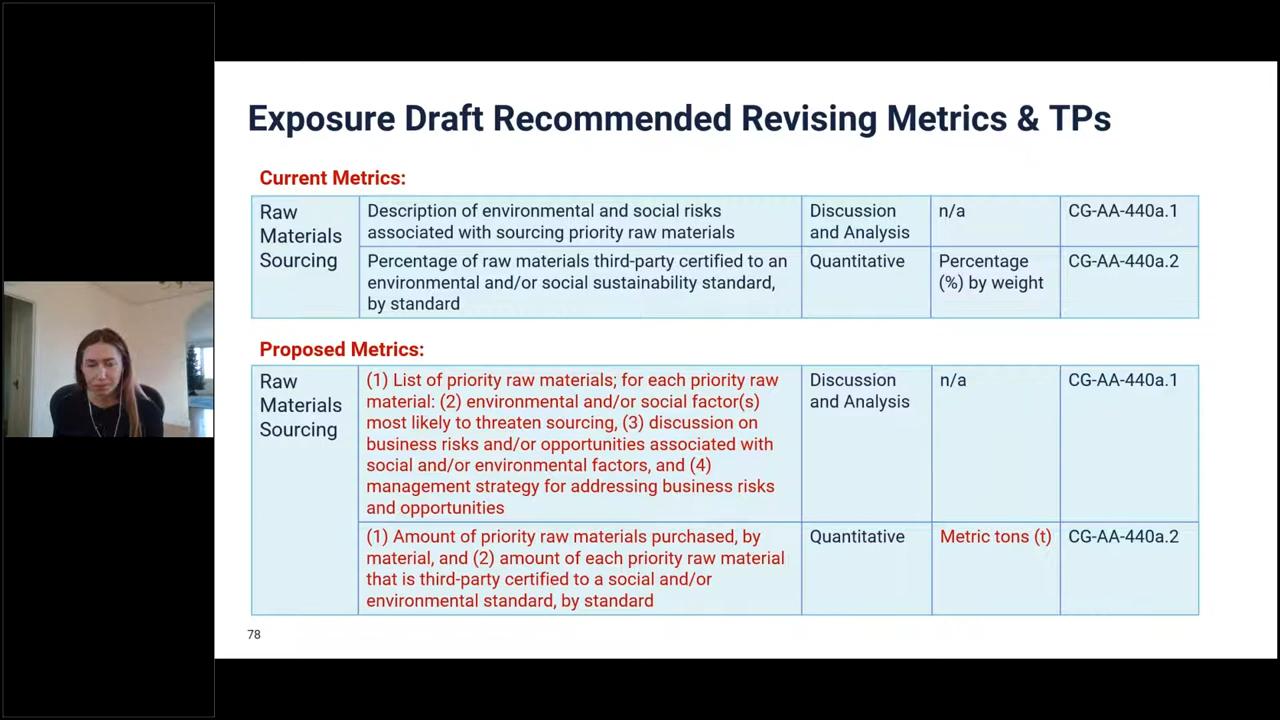 Exposure Draft Recommended Revising Metrics & TPs
Current Metrics:
Raw
Materials
Sourcing
Description of environmental and social risks
associated with sourcing priority raw materials
Discussion
and Analysis
n/a
CG-AA-440a.1
Percentage of raw materials third-party certified to an
environmental and/or social sustainability standard,
by standard
Quantitative
Percentage
(%) by weight
CG-AA-440a.2
Proposed Metrics:
Raw
Materials
Sourcing
(1) List of priority raw materials; for each priority raw
material: (2) environmental and/or social factor(s)
most likely to threaten sourcing, (3) discussion on
business risks and/or opportunities associated with
social and/or environmental factors, and (4)
management strategy for addressing business risks
and opportunities
Discussion
and Analysis
n/a
CG-AA-440a.1
(1) Amount of priority raw materials purchased, by
material, and (2) amount of each priority raw material
that is third-party certified to a social and/or
environmental standard, by standard
Quantitative
Metric tons (t)
CG-AA-440a.2
78